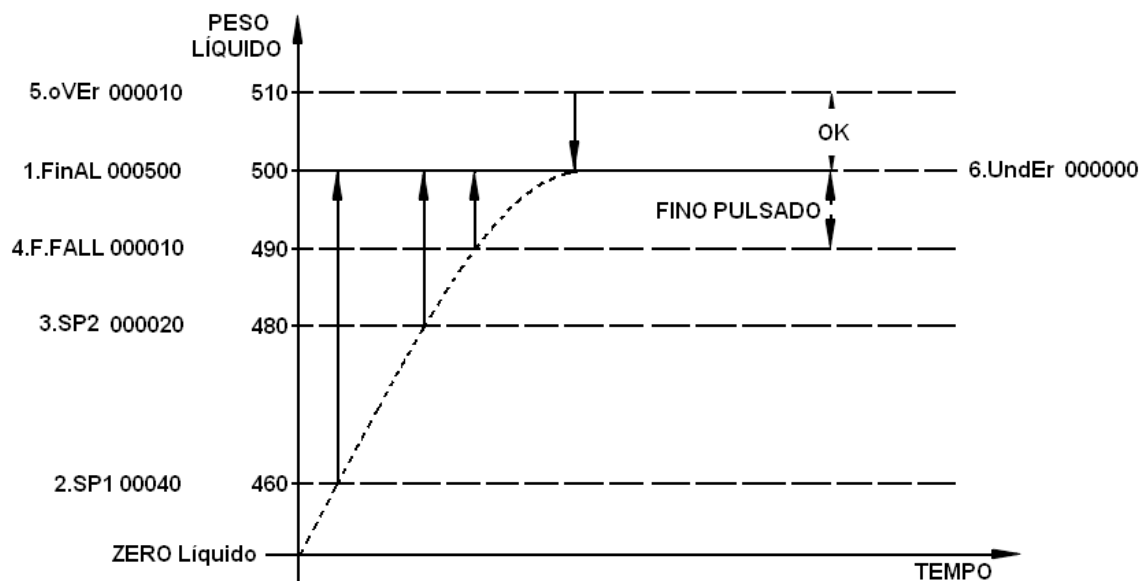 PESO
LÍQUIDO
5.oVEr 000010 510
OK
1.FinAL 000500 500 6.UndEr 000000
FINO PULSADO
4.F.FALL 000010 490
3.SP2 000020 480
2.SP1 00040 460
ZERO Líquido
TEMPO